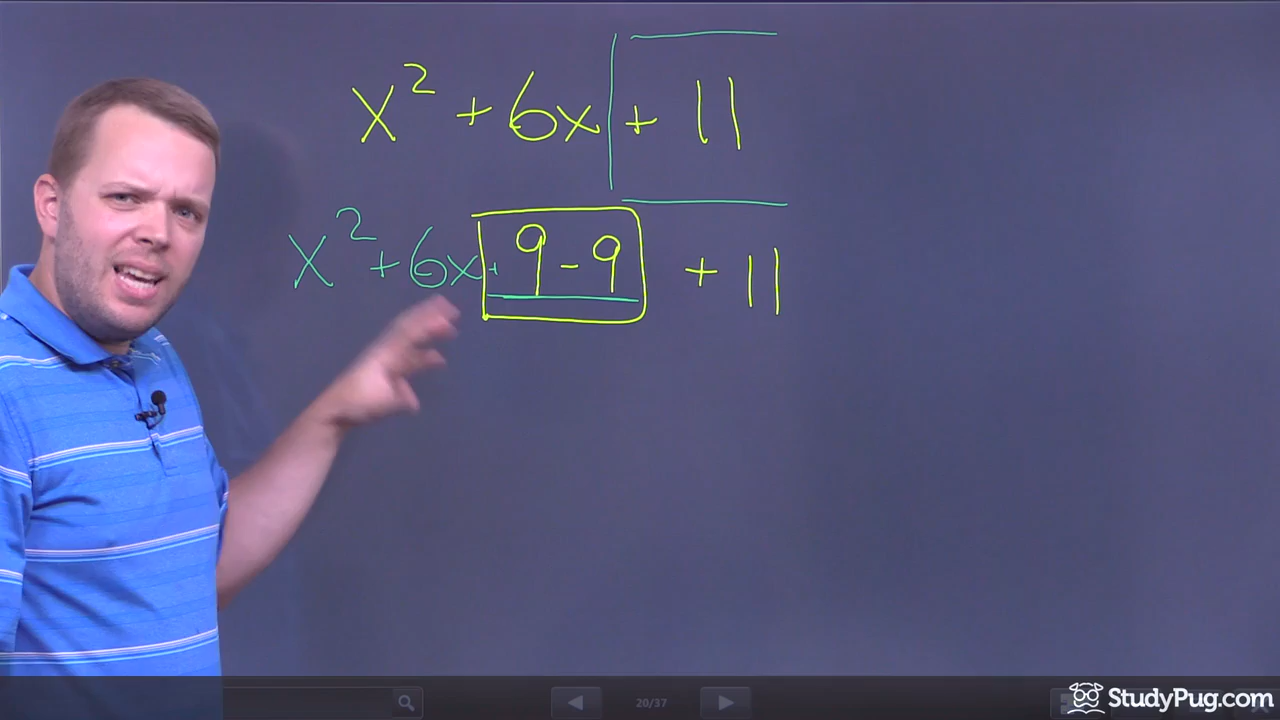 x² + 6x + 11
x² + 6x + 9 - 9 + 11
20/37
StudyPug.com